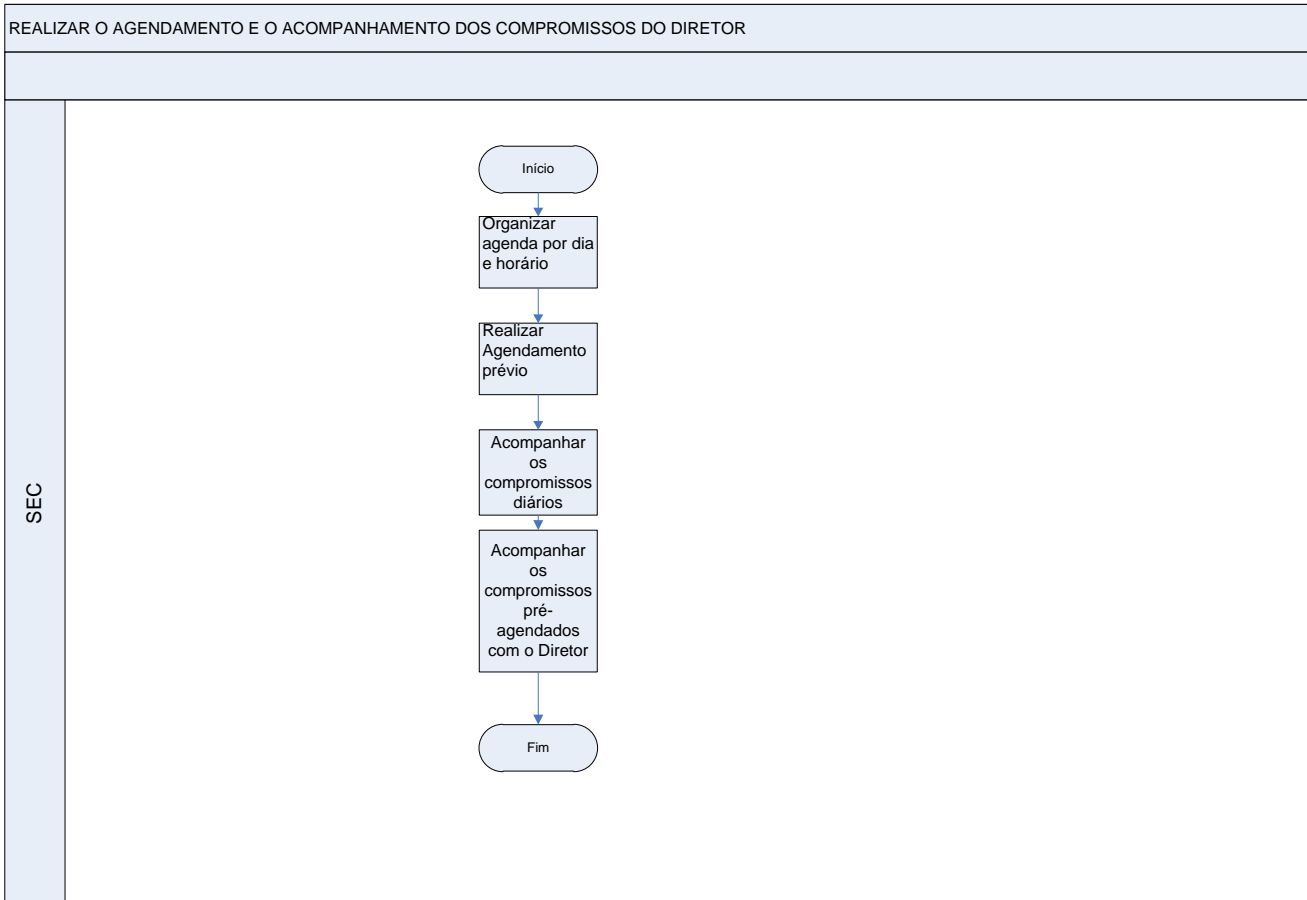 REALIZAR O AGENDAMENTO E O ACOMPANHAMENTO DOS COMPROMISSOS DO DIRETOR
SEC
Início
Organizar
agenda por dia
e horário
Realizar
Agendamento
prévio
Acompanhar
os
compromissos
diários
Acompanhar
os
compromissos
pré-
agendados
com o Diretor
Fim